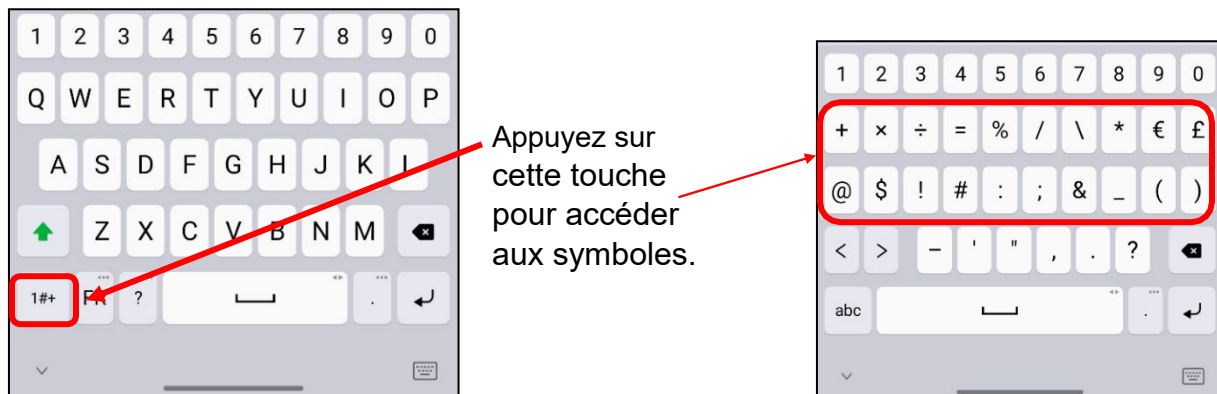 1 2 3 4 5 6 7 8 9 0
Q W E R T Y U I O P
A S D F G H J K L
Z X C V B N M
1#+ FR ? .
Appuyez sur
cette touche
pour accéder
aux symboles.
1 2 3 4 5 6 7 8 9 0
+ × ÷ = % / \ * € £
@ $ ! # : ; & _ ( )
< > – ' " , . ?
abc .